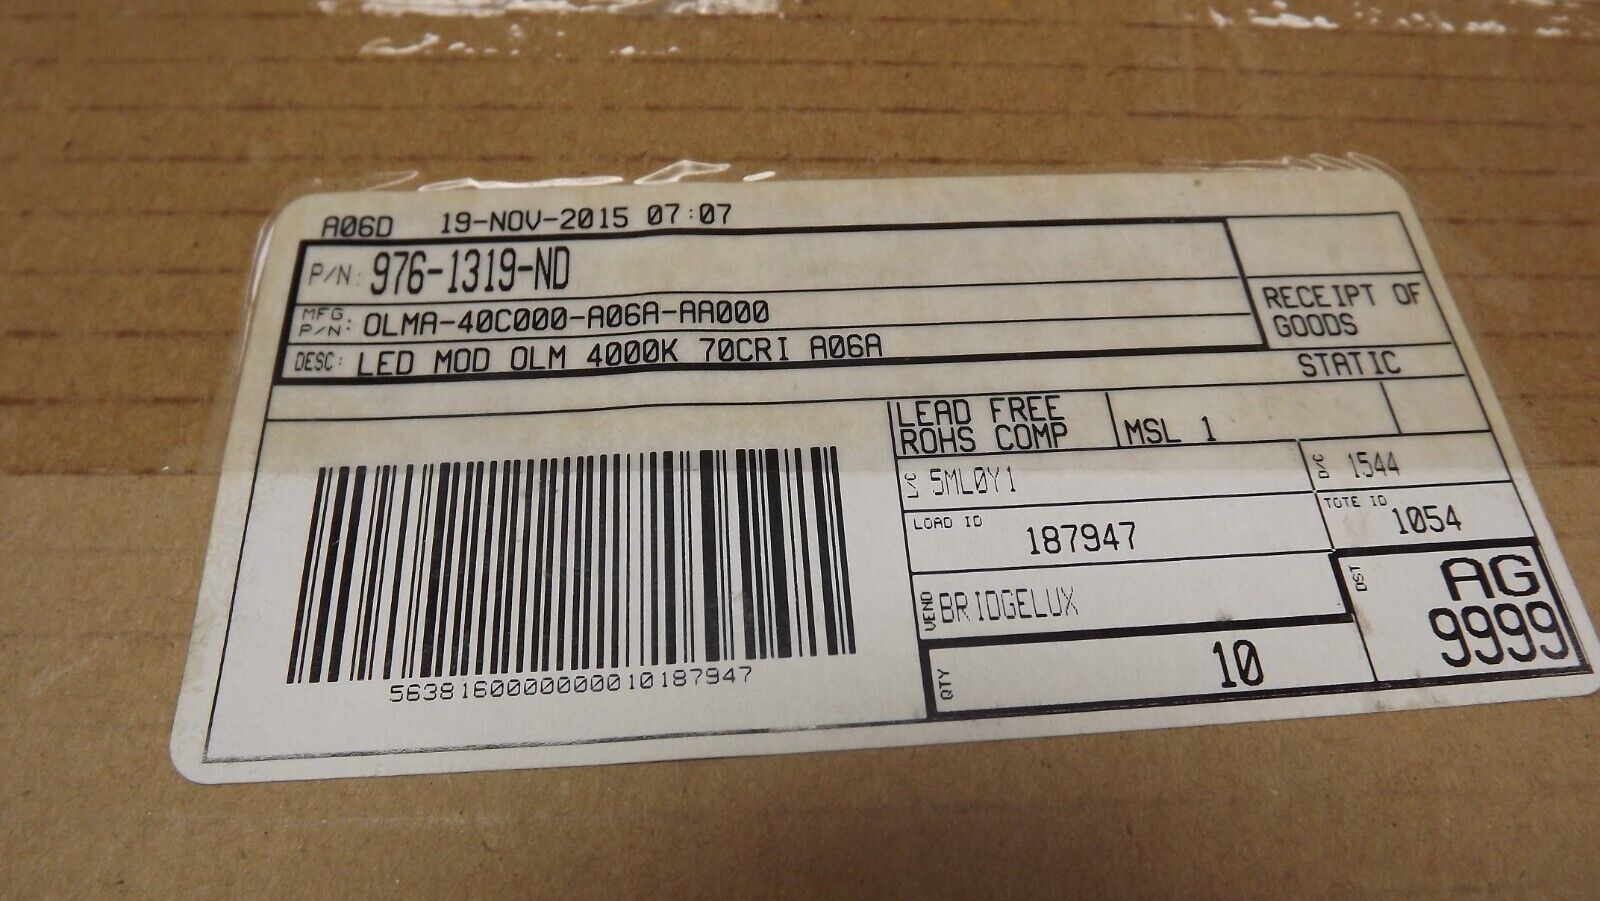 A06D 19-NOV-2015 07:07
P/N: 976-1319-ND
MFG P/N: OLMA-40C000-A06A-AA000
DESC: LED MOD OLM 4000K 70CRI A06A
RECEIPT OF
GOODS
STATIC
LEAD FREE
ROHS COMP
MSL 1
L/C 5ML0Y1
D/C 1544
LOAD ID 187947
TOTE ID 1054
VEND BRIDGELUX
DST AG
9999
QTY 10
56381600000000010187947